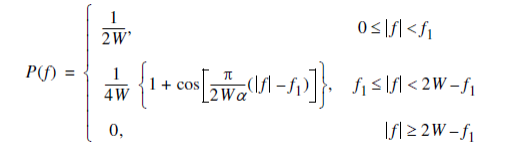 P(f) = { 1/2W, 0 ≤ |f| < f₁
1/4W {1 + cos[π/2Wα (|f| − f₁)]}, f₁ ≤ |f| < 2W − f₁
0, |f| ≥ 2W − f₁